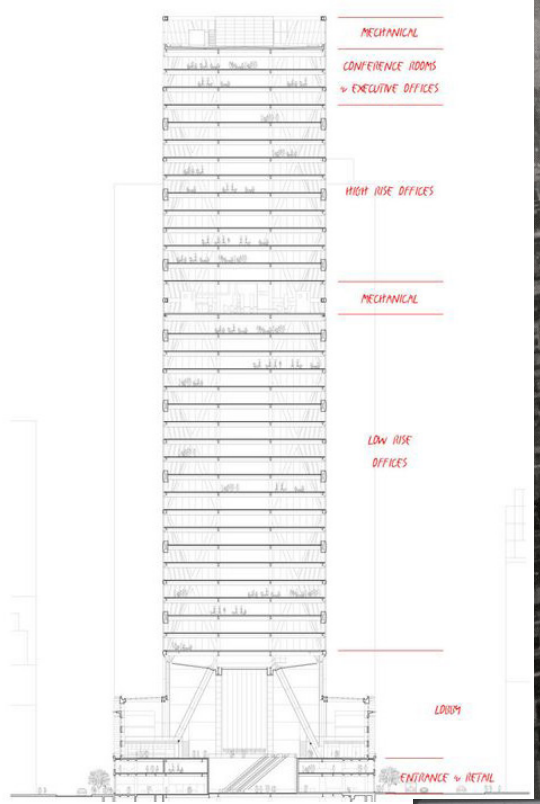 MECHANICAL
CONFERENCE ROOMS
& EXECUTIVE OFFICES
HIGH RISE OFFICES
MECHANICAL
LOW RISE
OFFICES
LOBBY
ENTRANCE & RETAIL